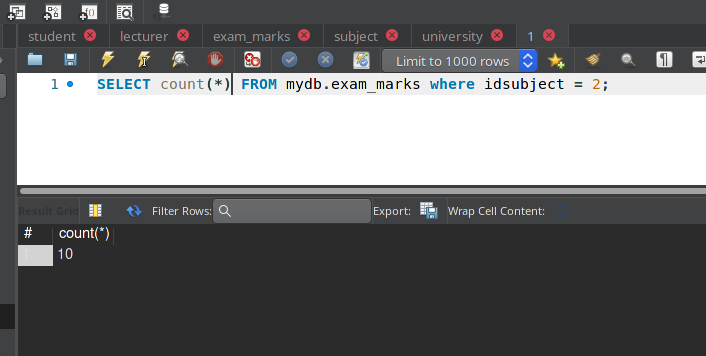 student lecturer exam_marks subject university 1
Limit to 1000 rows
1 SELECT count(*) FROM mydb.exam_marks where idsubject = 2;
Result Grid Filter Rows: Export: Wrap Cell Content:
# count(*)
1 10